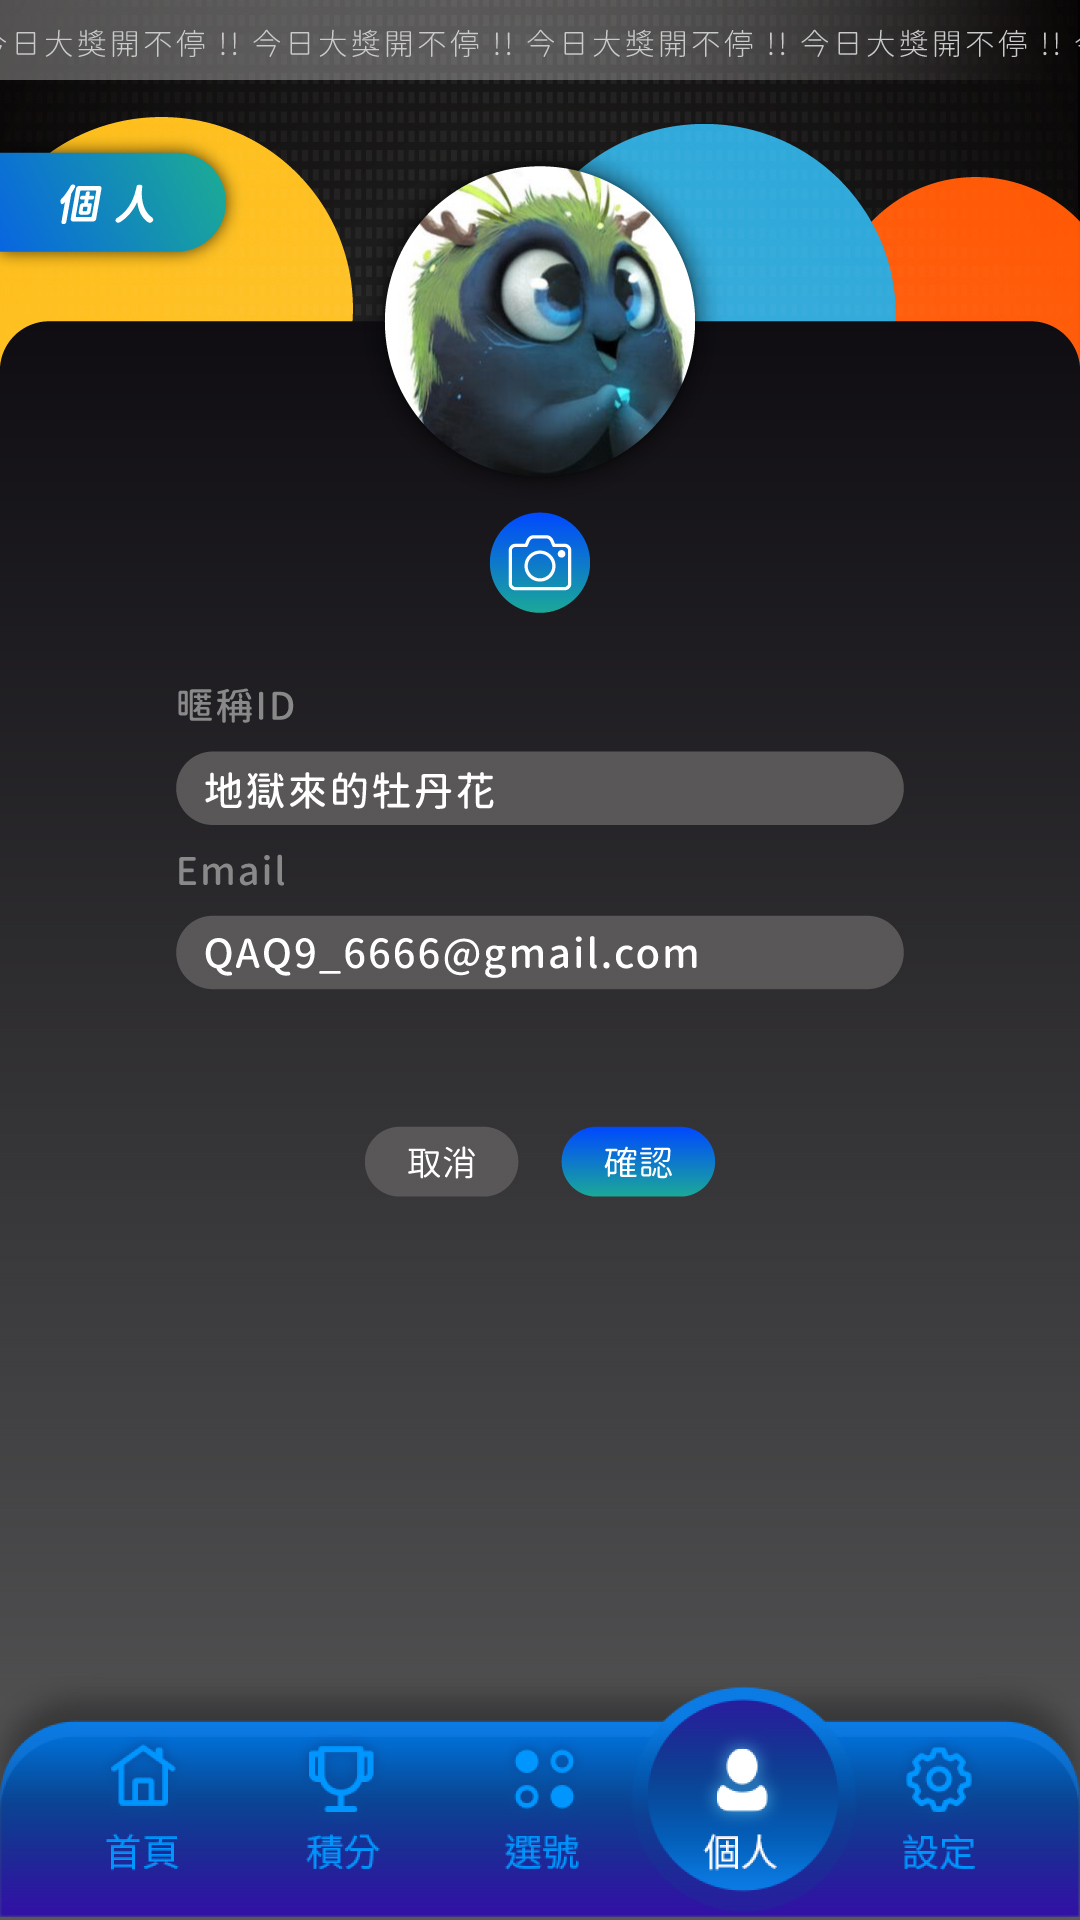 今日大獎開不停 !! 今日大獎開不停 !! 今日大獎開不停 !! 今日大獎開不停 !!
個人
暱稱ID
地獄來的牡丹花
Email
QAQ9_6666@gmail.com
取消 確認
首頁 積分 選號 個人 設定